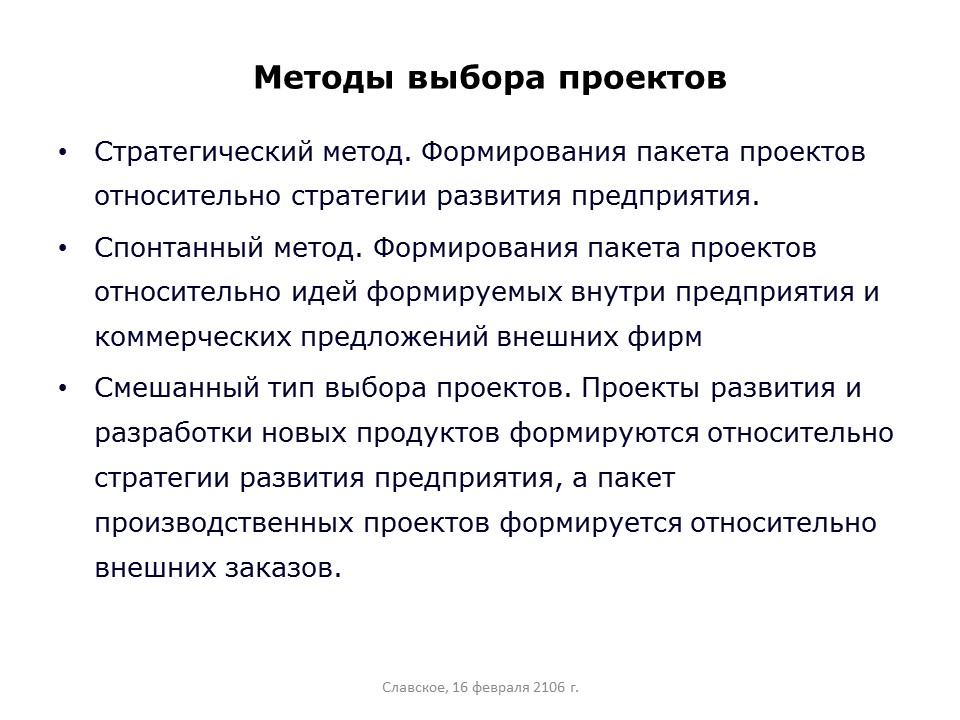 Методы выбора проектов
• Стратегический метод. Формирования пакета проектов
относительно стратегии развития предприятия.
• Спонтанный метод. Формирования пакета проектов
относительно идей формируемых внутри предприятия и
коммерческих предложений внешних фирм
• Смешанный тип выбора проектов. Проекты развития и
разработки новых продуктов формируются относительно
стратегии развития предприятия, а пакет
производственных проектов формируется относительно
внешних заказов.
Славское, 16 февраля 2106 г.